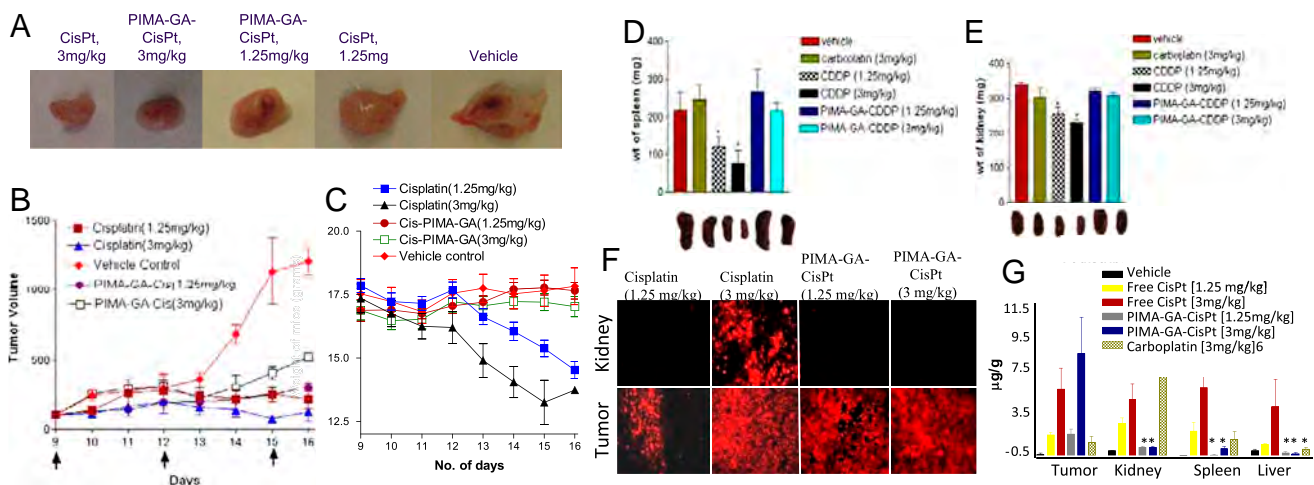 A
CisPt,
3mg/kg
PIMA-GA-
CisPt,
3mg/kg
PIMA-GA-
CisPt,
1.25mg/kg
CisPt,
1.25mg
Vehicle
B
1500
1000
500
0
Tumor Volume
Cisplatin(1.25mg/kg)
Cisplatin(3mg/kg)
Vehicle Control
PIMA-GA-Cis(1.25mg/kg)
PIMA-GA-Cis(3mg/kg)
9 10 11 12 13 14 15 16
Days
C
Cisplatin(1.25mg/kg)
Cisplatin(3mg/kg)
Cis-PIMA-GA(1.25mg/kg)
Cis-PIMA-GA(3mg/kg)
Vehicle control
20.0
17.5
15.0
12.5
9 10 11 12 13 14 15 16
No. of days
D
wt of spleen (mg)
400
300
200
100
0
vehicle
carboplatin (3mg/kg)
CDDP (1.25mg/kg)
CDDP (3mg/kg)
PIMA-GA-CDDP (1.25mg/kg)
PIMA-GA-CDDP (3mg/kg)
E
wt of kidney (mg)
400
300
200
100
0
vehicle
carboplatin (3mg/kg)
CDDP (1.25mg/kg)
CDDP (3mg/kg)
PIMA-GA-CDDP (1.25mg/kg)
PIMA-GA-CDDP (3mg/kg)
F
Cisplatin
(1.25 mg/kg)
Cisplatin
(3 mg/kg)
PIMA-GA-
CisPt
(1.25 mg/kg)
PIMA-GA-
CisPt
(3 mg/kg)
Kidney
Tumor
G
Vehicle
Free CisPt [1.25 mg/kg]
Free CisPt [3mg/kg]
PIMA-GA-CisPt [1.25mg/kg]
PIMA-GA-CisPt [3mg/kg]
Carboplatin [3mg/kg]6
µg/g
11.5
7.5
3.5
-0.5
** * * ** *
Tumor Kidney Spleen Liver